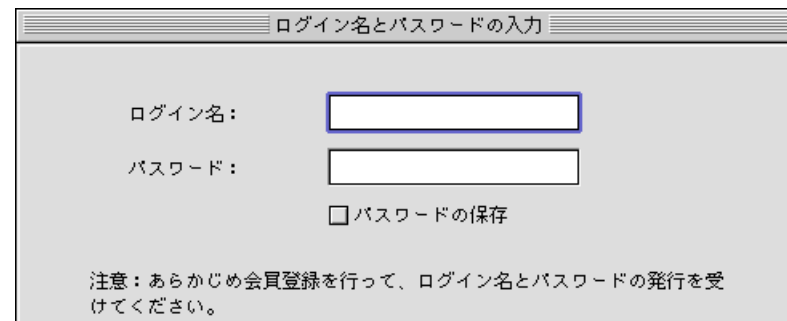 ログイン名とパスワードの入力
ログイン名：
パスワード：
パスワードの保存
注意：あらかじめ会員登録を行って、ログイン名とパスワードの発行を受
けてください。